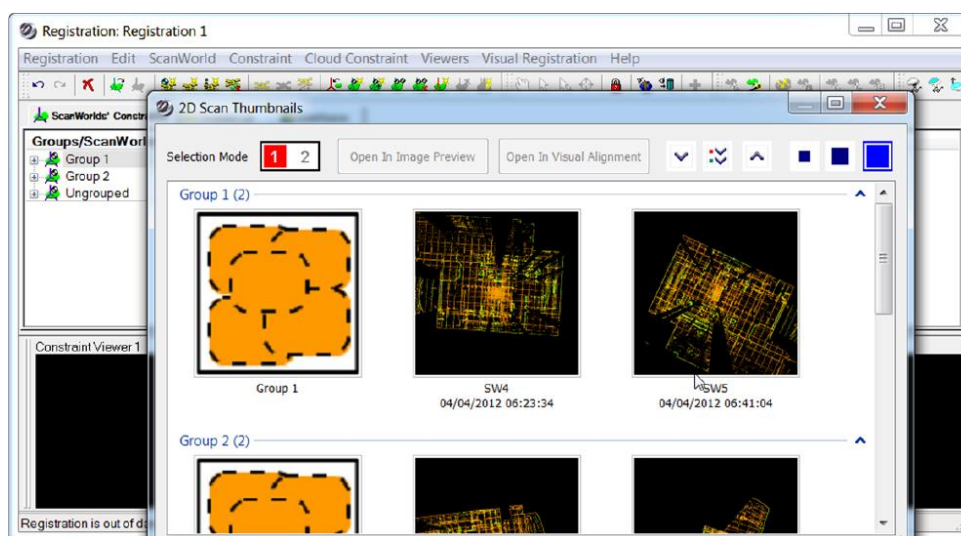 Registration: Registration 1
Registration Edit ScanWorld Constraint Cloud Constraint Viewers Visual Registration Help
2D Scan Thumbnails
ScanWorlds' Constra
Groups/ScanWorl
Group 1
Group 2
Ungrouped
Selection Mode 1 2 Open In Image Preview Open In Visual Alignment
Group 1 (2)
Group 1
SW4
04/04/2012 06:23:34
SW5
04/04/2012 06:41:04
Group 2 (2)
Constraint Viewer 1
Registration is out of da